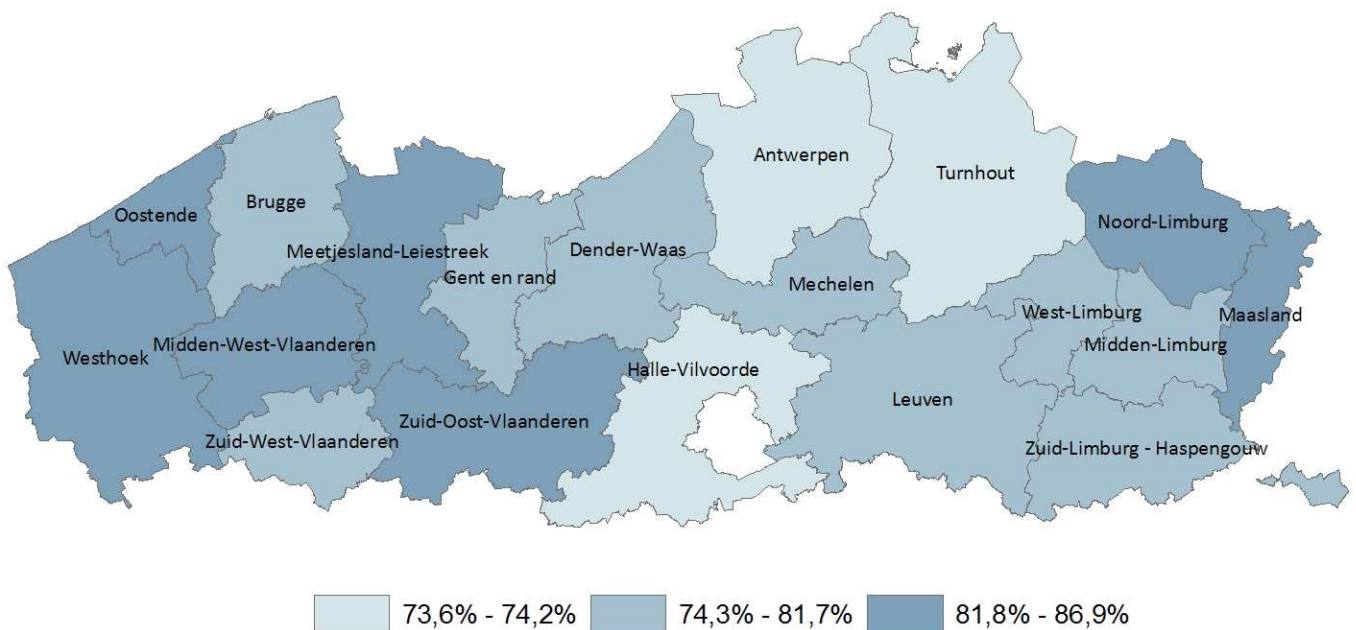 Antwerpen
Turnhout
Brugge
Oostende
Noord-Limburg
Meetjesland-Leiestreek
Dender-Waas
Gent en rand
Mechelen
West-Limburg
Maasland
Westhoek
Midden-West-Vlaanderen
Midden-Limburg
Halle-Vilvoorde
Leuven
Zuid-Oost-Vlaanderen
Zuid-West-Vlaanderen
Zuid-Limburg - Haspengouw
73,6% - 74,2% 74,3% - 81,7% 81,8% - 86,9%